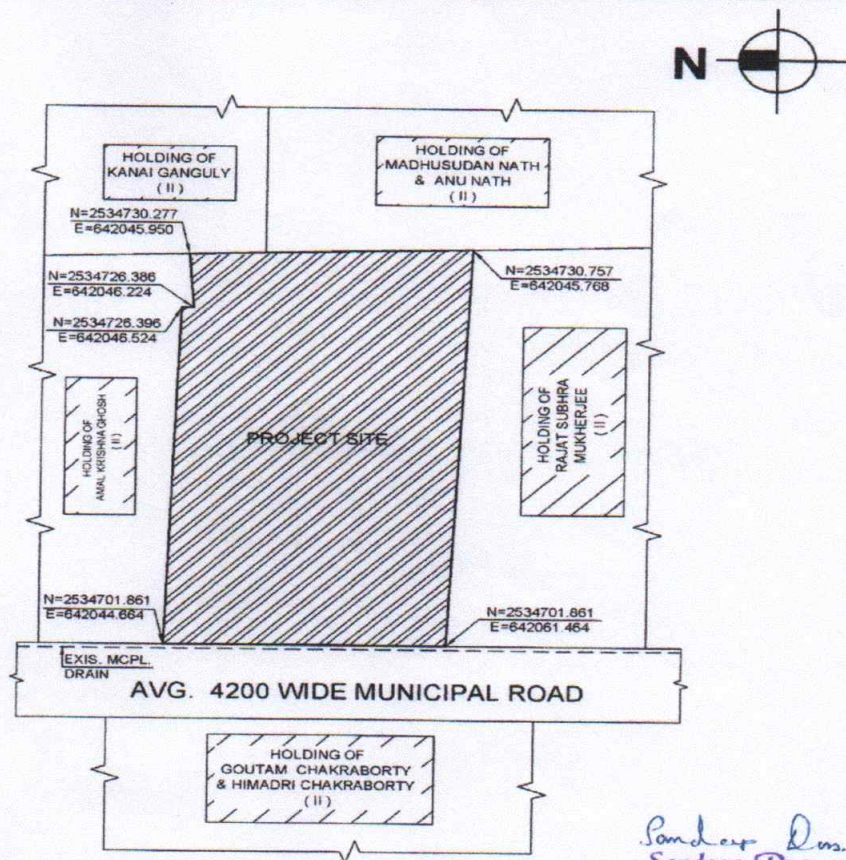 N
HOLDING OF
KANAI GANGULY
( II )
HOLDING OF
MADHUSUDAN NATH
& ANU NATH
( II )
N=2534730.277
E=642045.950
N=2534726.386
E=642046.224
N=2534726.396
E=642046.524
N=2534730.757
E=642045.768
HOLDING OF
AMAL KRISHNA GHOSH
( II )
PROJECT SITE
HOLDING OF
RAJAT SUBHRA
MUKHERJEE
( II )
N=2534701.861
E=642044.664
N=2534701.861
E=642061.464
EXIS. MCPL.
DRAIN
AVG. 4200 WIDE MUNICIPAL ROAD
HOLDING OF
GOUTAM CHAKRABORTY
& HIMADRI CHAKRABORTY
( II )
Sandeep Das